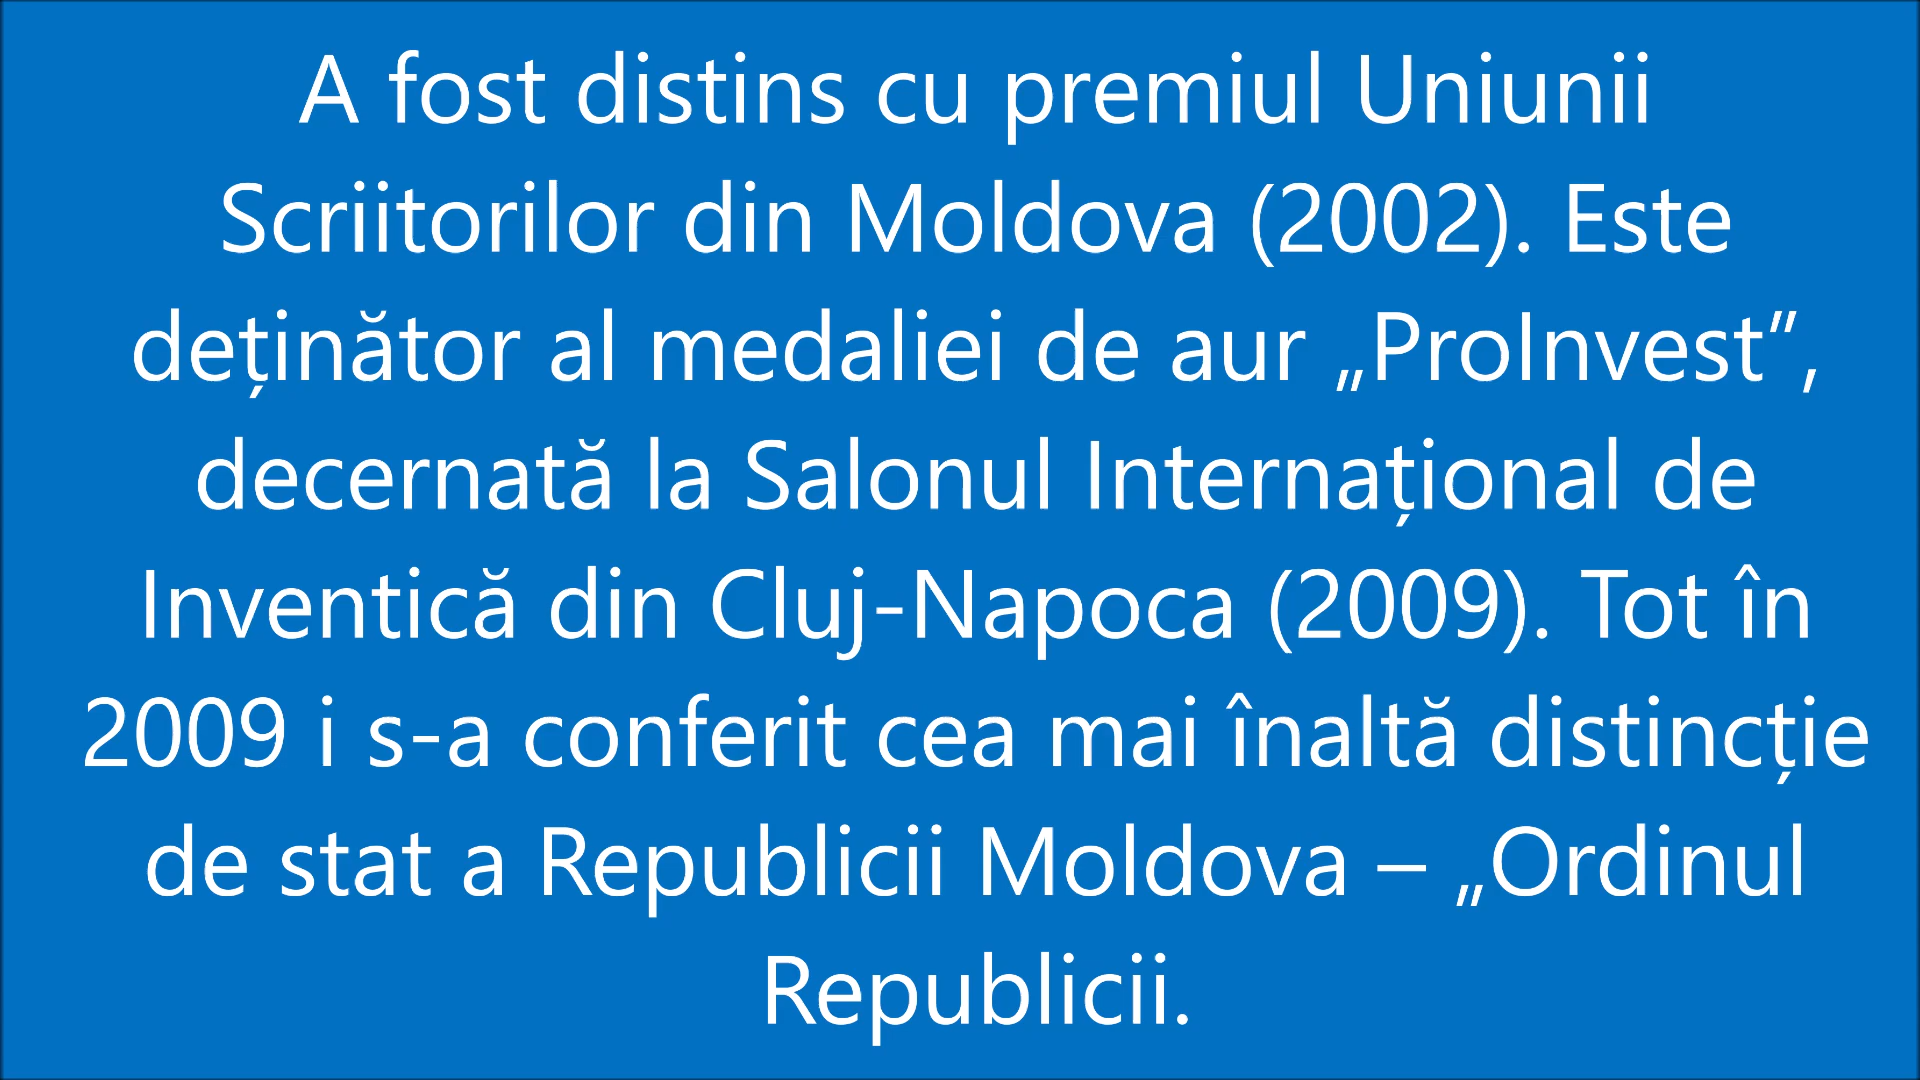 A fost distins cu premiul Uniunii
Scriitorilor din Moldova (2002). Este
deținător al medaliei de aur „ProInvest”,
decernată la Salonul Internațional de
Inventică din Cluj-Napoca (2009). Tot în
2009 i s-a conferit cea mai înaltă distincție
de stat a Republicii Moldova – „Ordinul
Republicii.